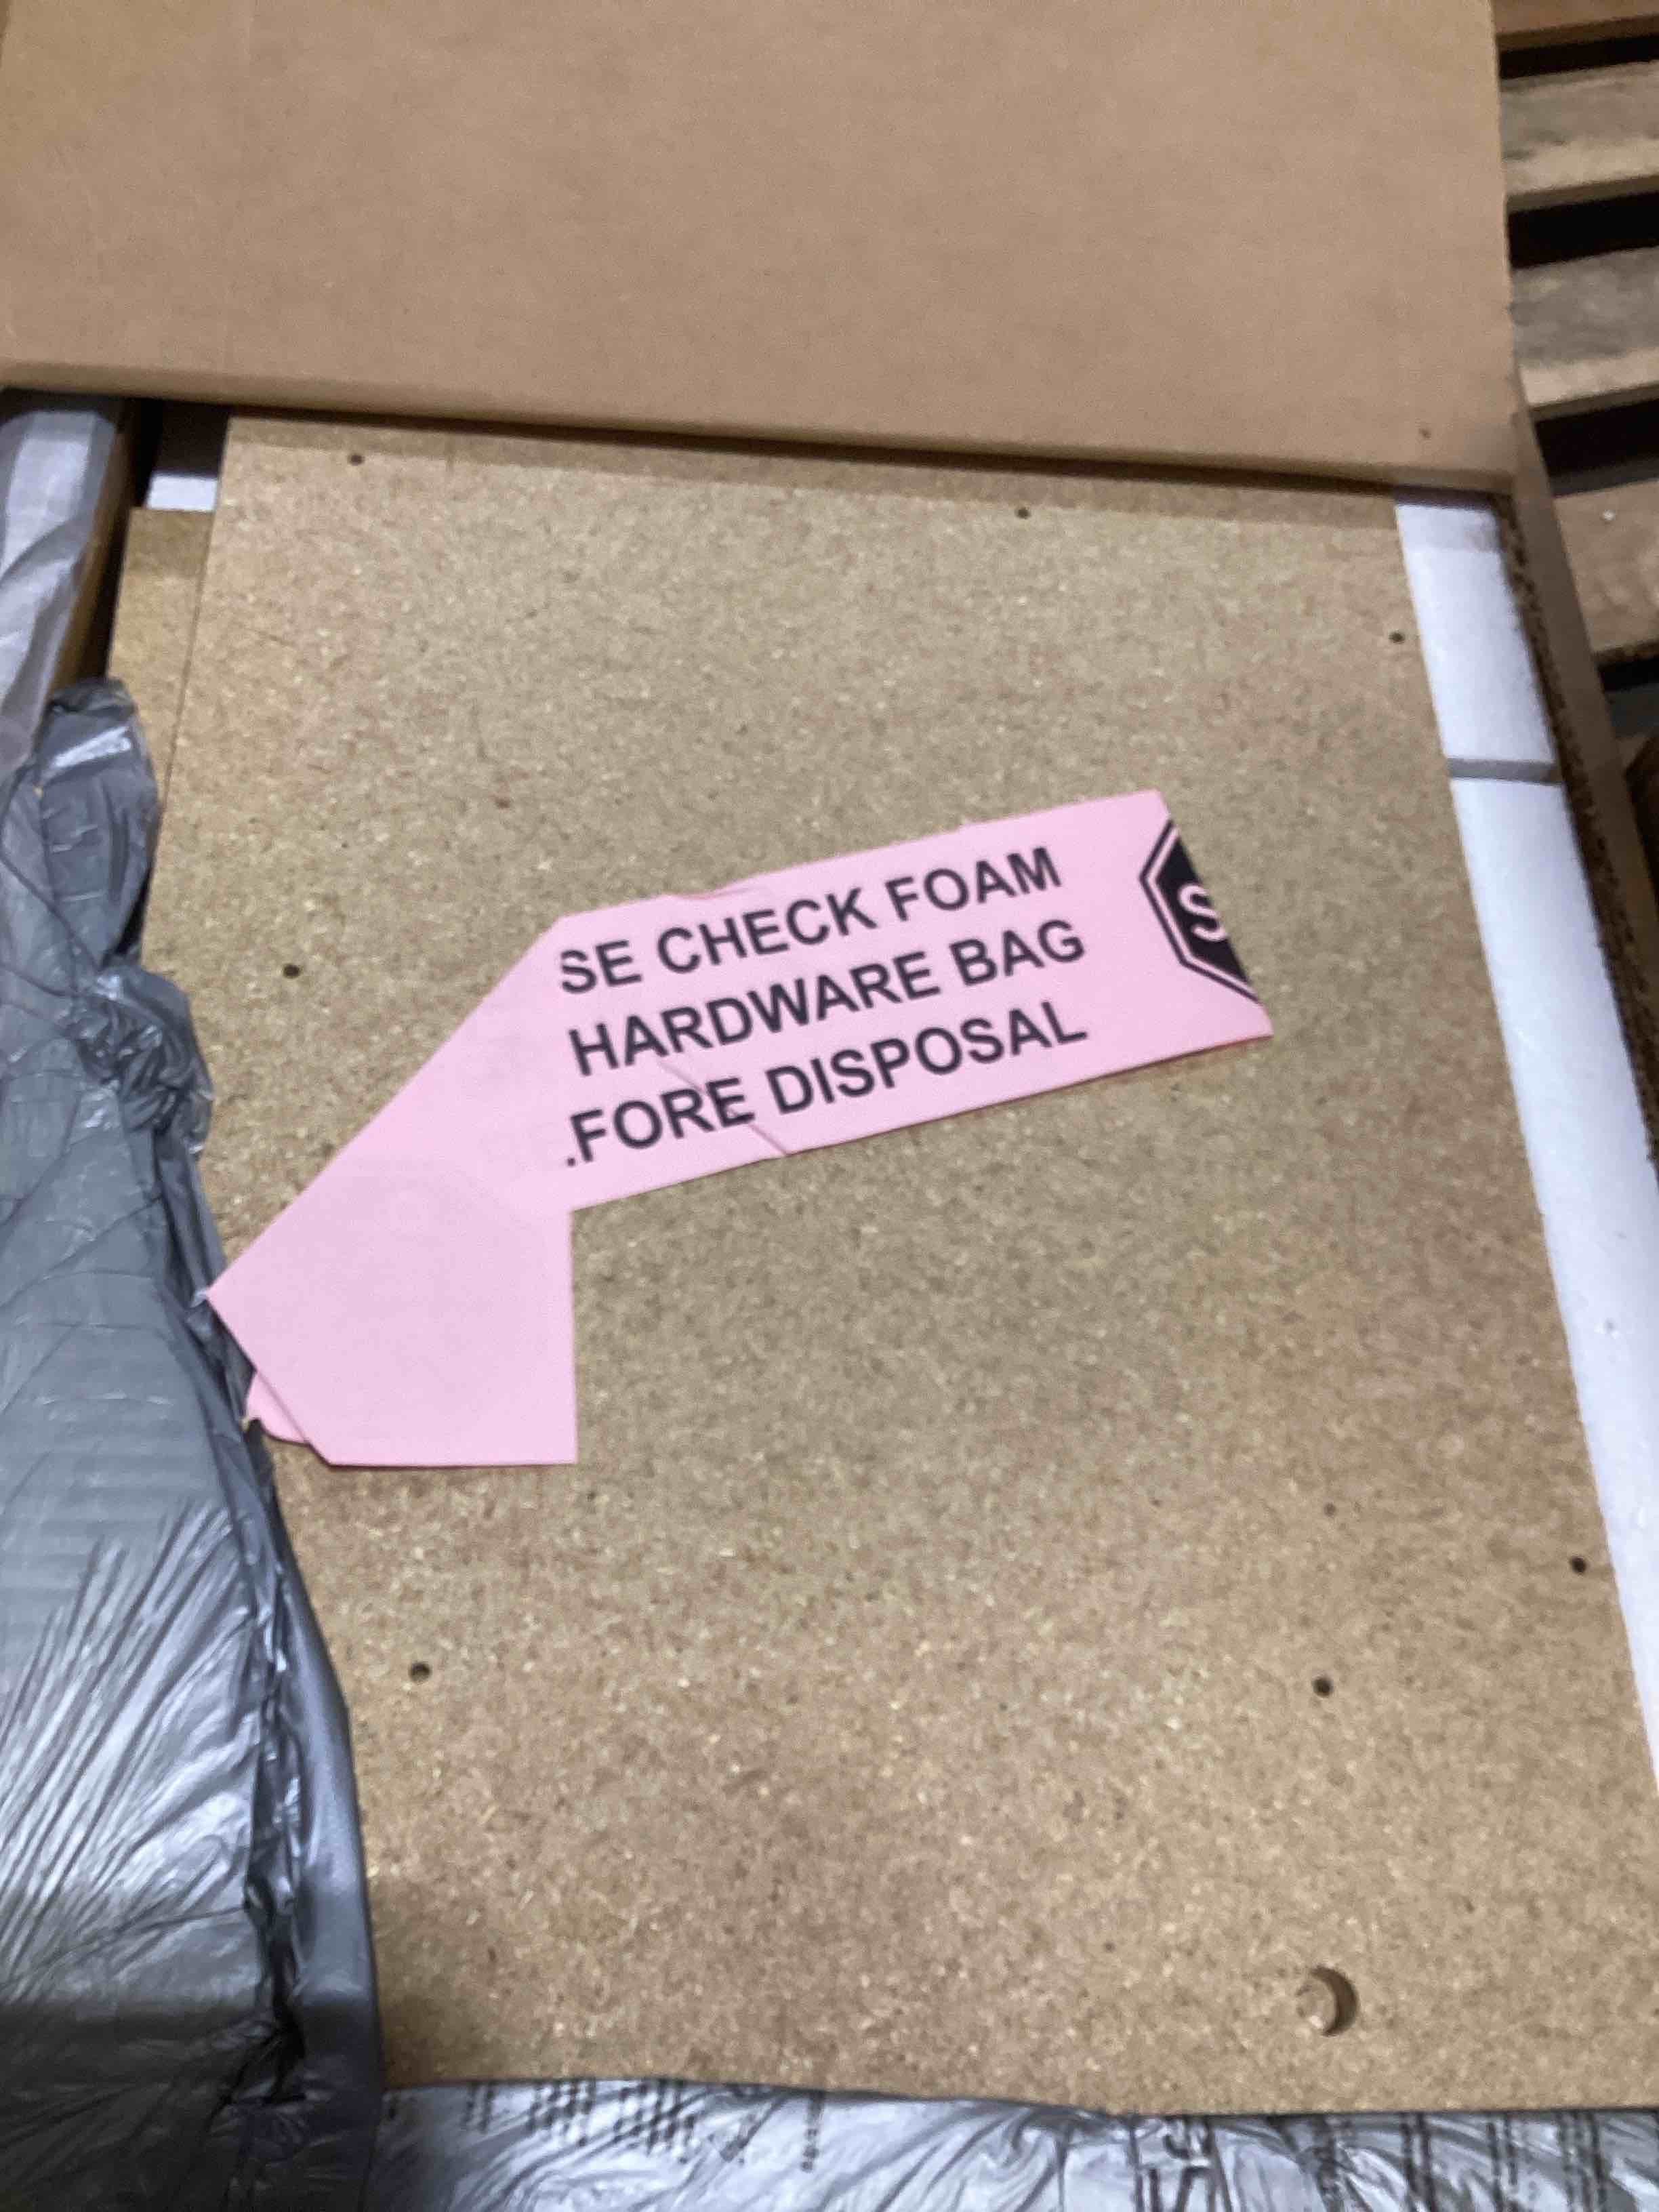 SE CHECK FOAM
HARDWARE BAG
FORE DISPOSAL
S